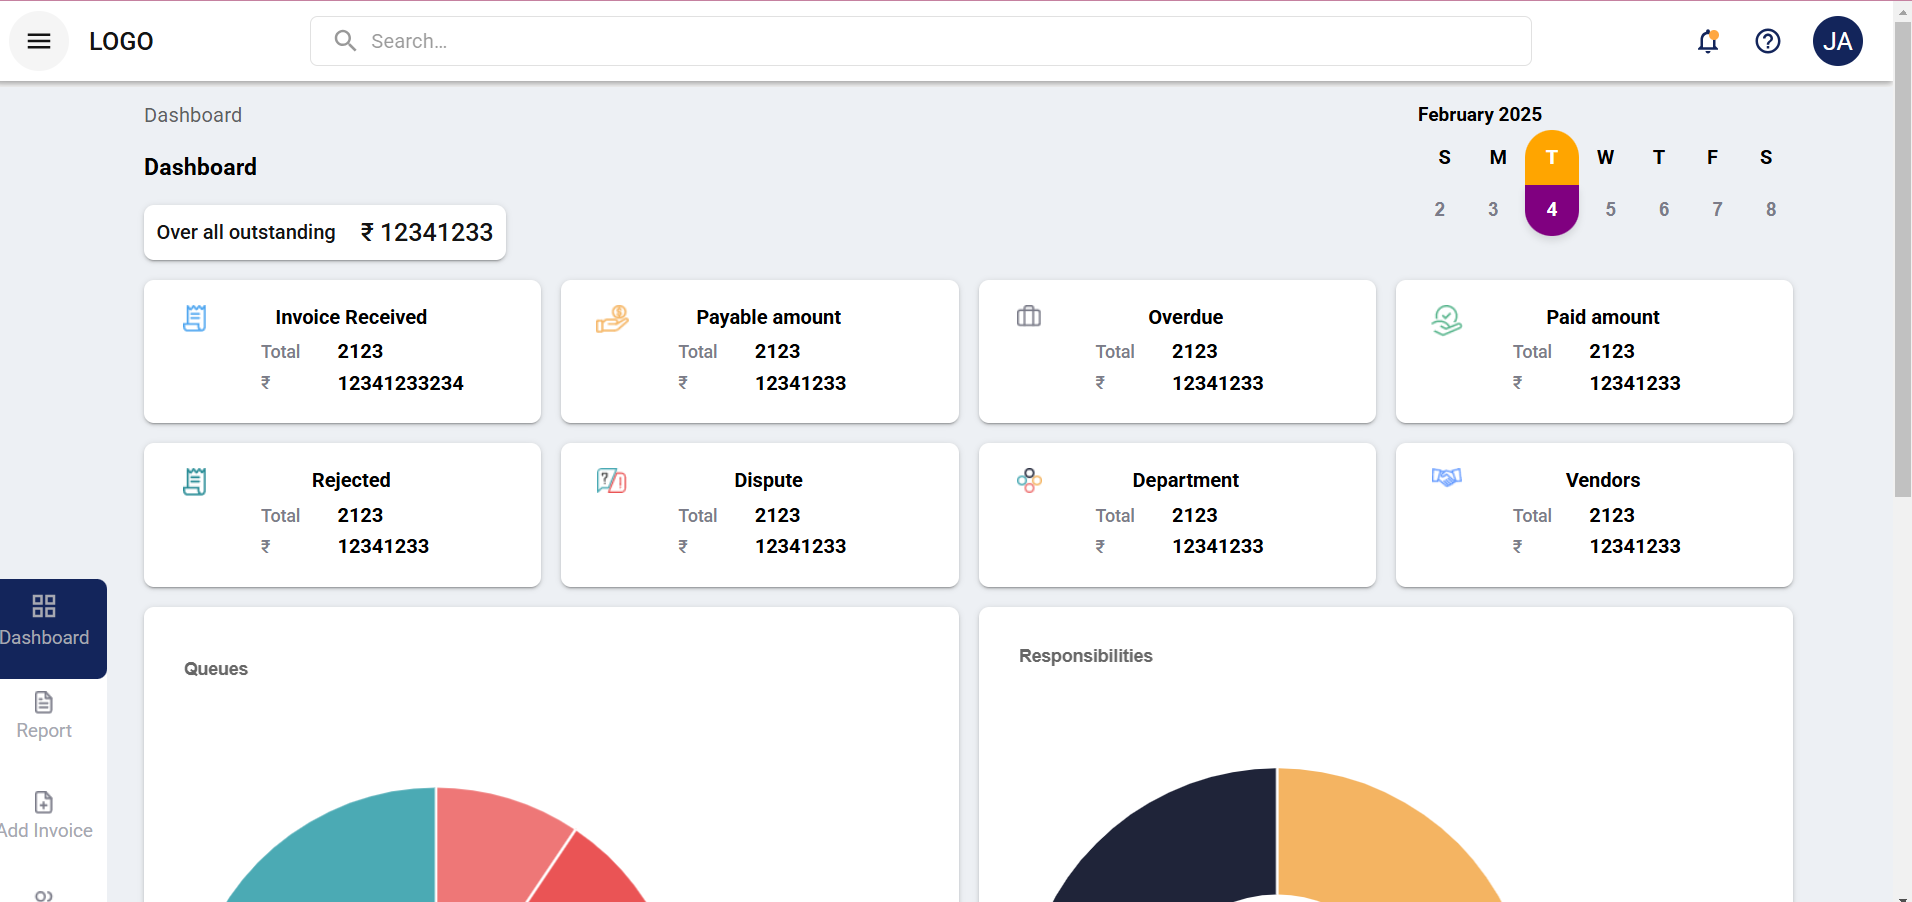 LOGO
Search...
JA
Dashboard
February 2025
S M T W T F S
2 3 4 5 6 7 8
Dashboard
Over all outstanding ₹ 12341233
Invoice Received
Total 2123
₹ 12341233234
Payable amount
Total 2123
₹ 12341233
Overdue
Total 2123
₹ 12341233
Paid amount
Total 2123
₹ 12341233
Rejected
Total 2123
₹ 12341233
Dispute
Total 2123
₹ 12341233
Department
Total 2123
₹ 12341233
Vendors
Total 2123
₹ 12341233
Dashboard
Report
Add Invoice
Queues
Responsibilities